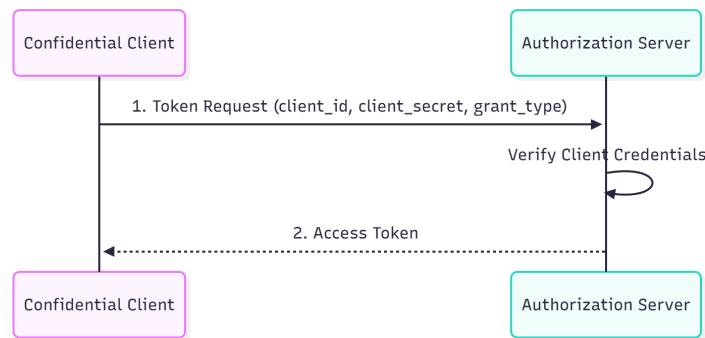 Confidential Client
Authorization Server
1. Token Request (client_id, client_secret, grant_type)
Verify Client Credentials
2. Access Token
Confidential Client
Authorization Server